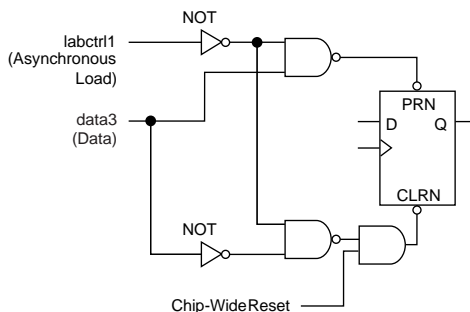 NOT
labctrl1
(Asynchronous
Load)
PRN
data3
(Data)
D Q
CLRN
NOT
Chip-Wide Reset